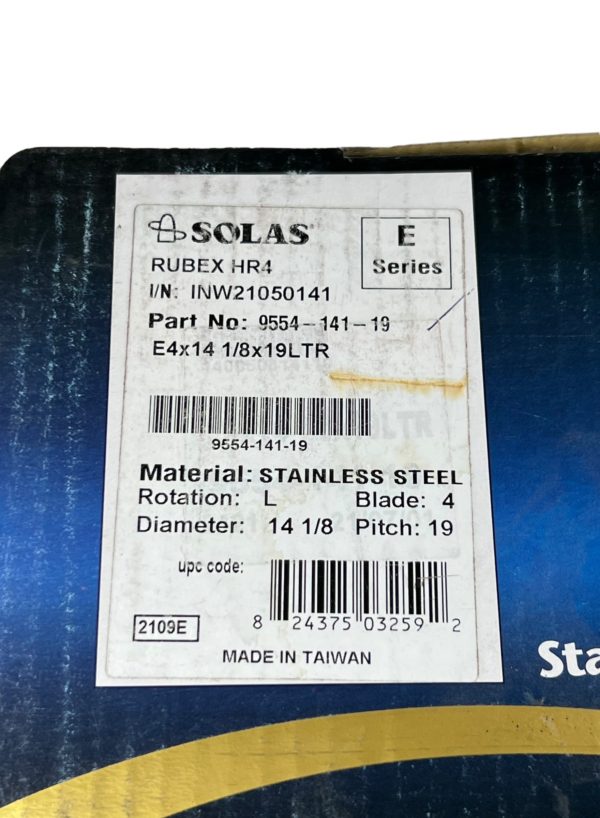 SOLAS
E
Series
RUBEX HR4
I/N: INW21050141
Part No: 9554-141-19
E4x14 1/8x19LTR
9554-141-19
Material: STAINLESS STEEL
Rotation: L Blade: 4
Diameter: 14 1/8 Pitch: 19
upc code:
8 24375 03259 2
2109E
MADE IN TAIWAN
Sta